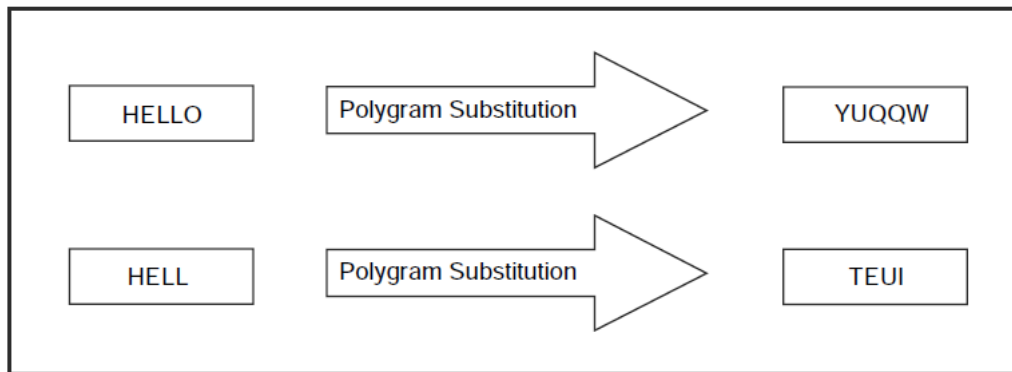 HELLO
Polygram Substitution
YUQQW
HELL
Polygram Substitution
TEUI